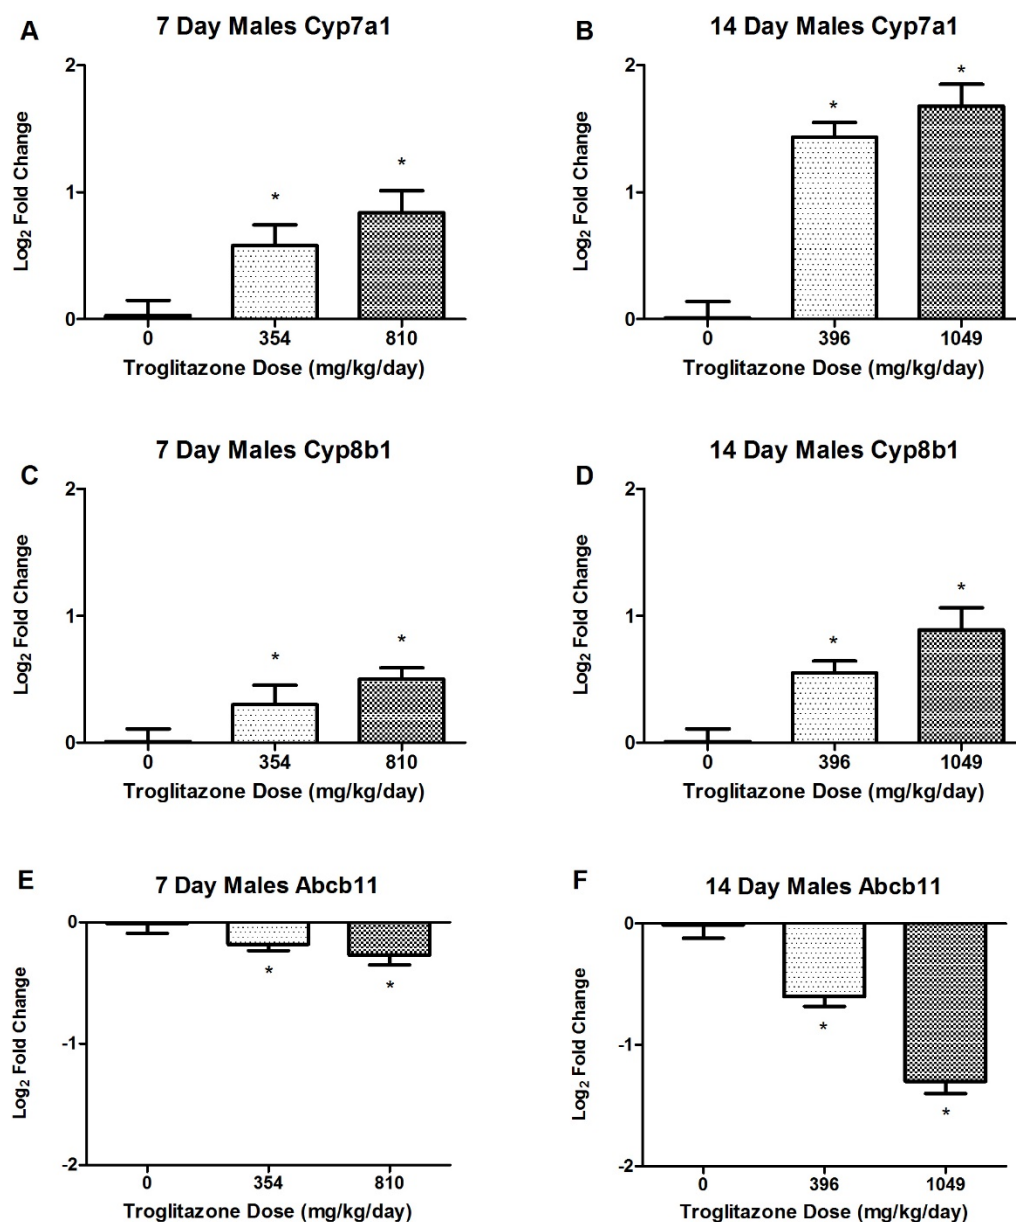 A
7 Day Males Cyp7a1
2
1
0
Log₂ Fold Change
*
*
0
354
810
Troglitazone Dose (mg/kg/day)
B
14 Day Males Cyp7a1
2
1
0
Log₂ Fold Change
*
*
0
396
1049
Troglitazone Dose (mg/kg/day)
C
7 Day Males Cyp8b1
2
1
0
Log₂ Fold Change
*
*
0
354
810
Troglitazone Dose (mg/kg/day)
D
14 Day Males Cyp8b1
2
1
0
Log₂ Fold Change
*
*
0
396
1049
Troglitazone Dose (mg/kg/day)
E
7 Day Males Abcb11
0
-1
-2
Log₂ Fold Change
*
*
0
354
810
Troglitazone Dose (mg/kg/day)
F
14 Day Males Abcb11
0
-1
-2
Log₂ Fold Change
*
*
0
396
1049
Troglitazone Dose (mg/kg/day)